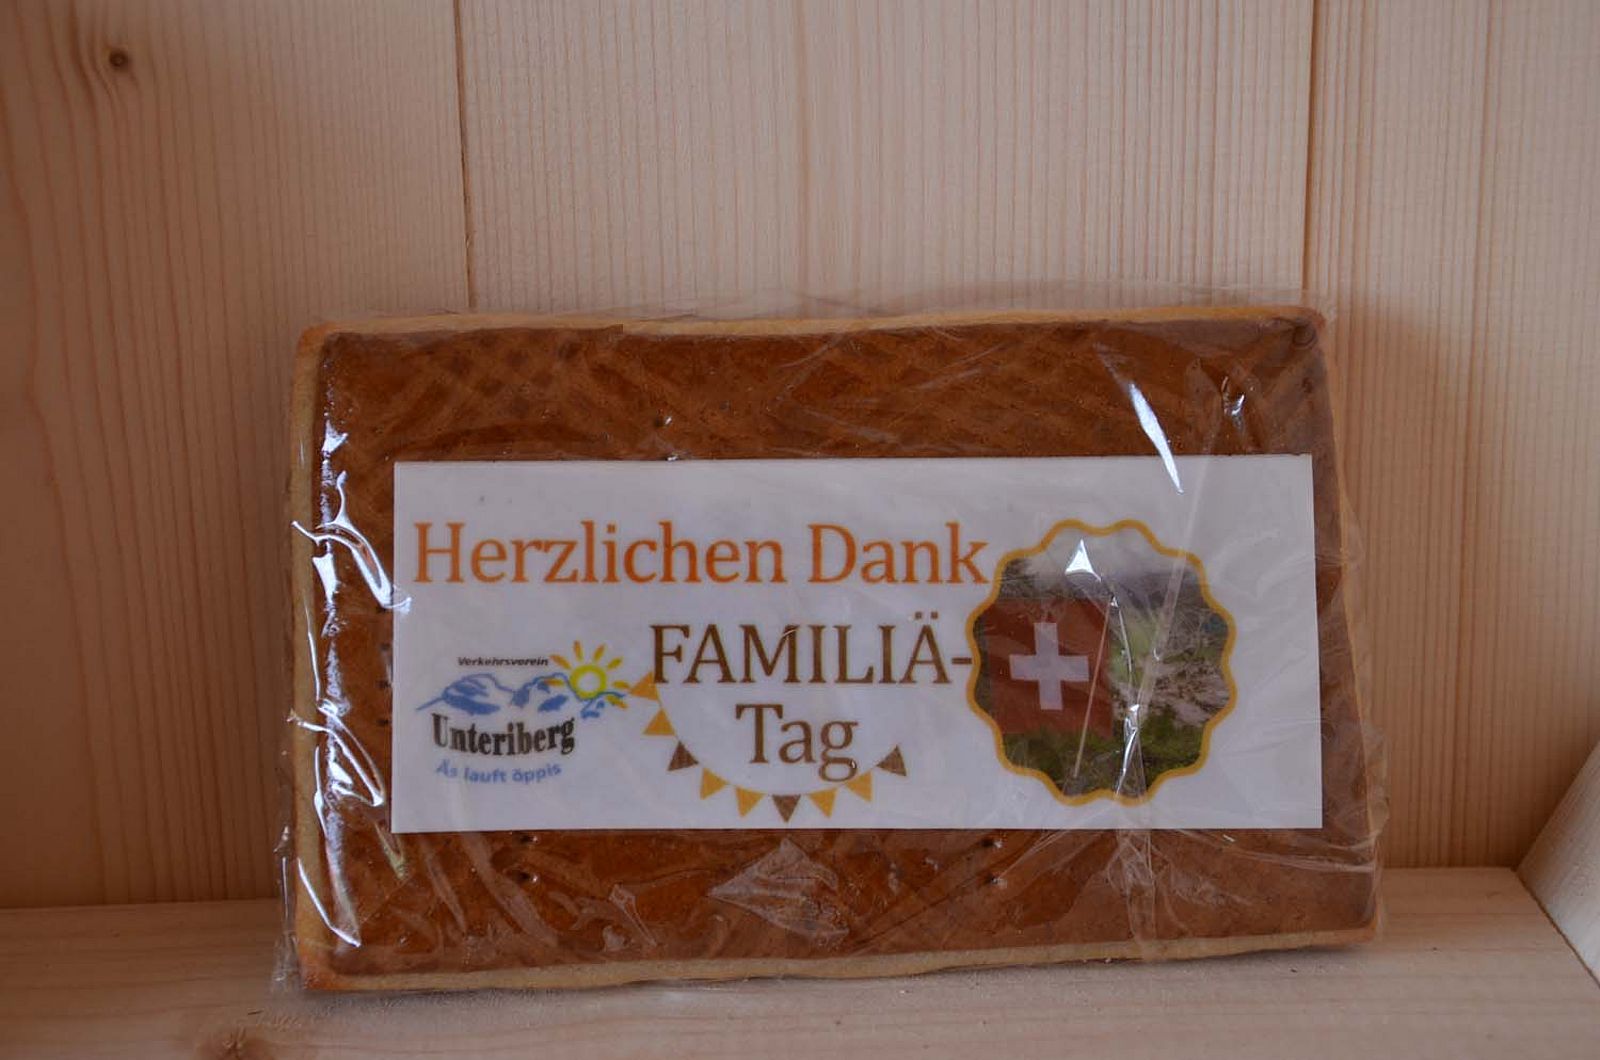 Herzlichen Dank
FAMILIÄ-
Tag
Verkehrsverein
Unteriberg
Äs lauft öppis